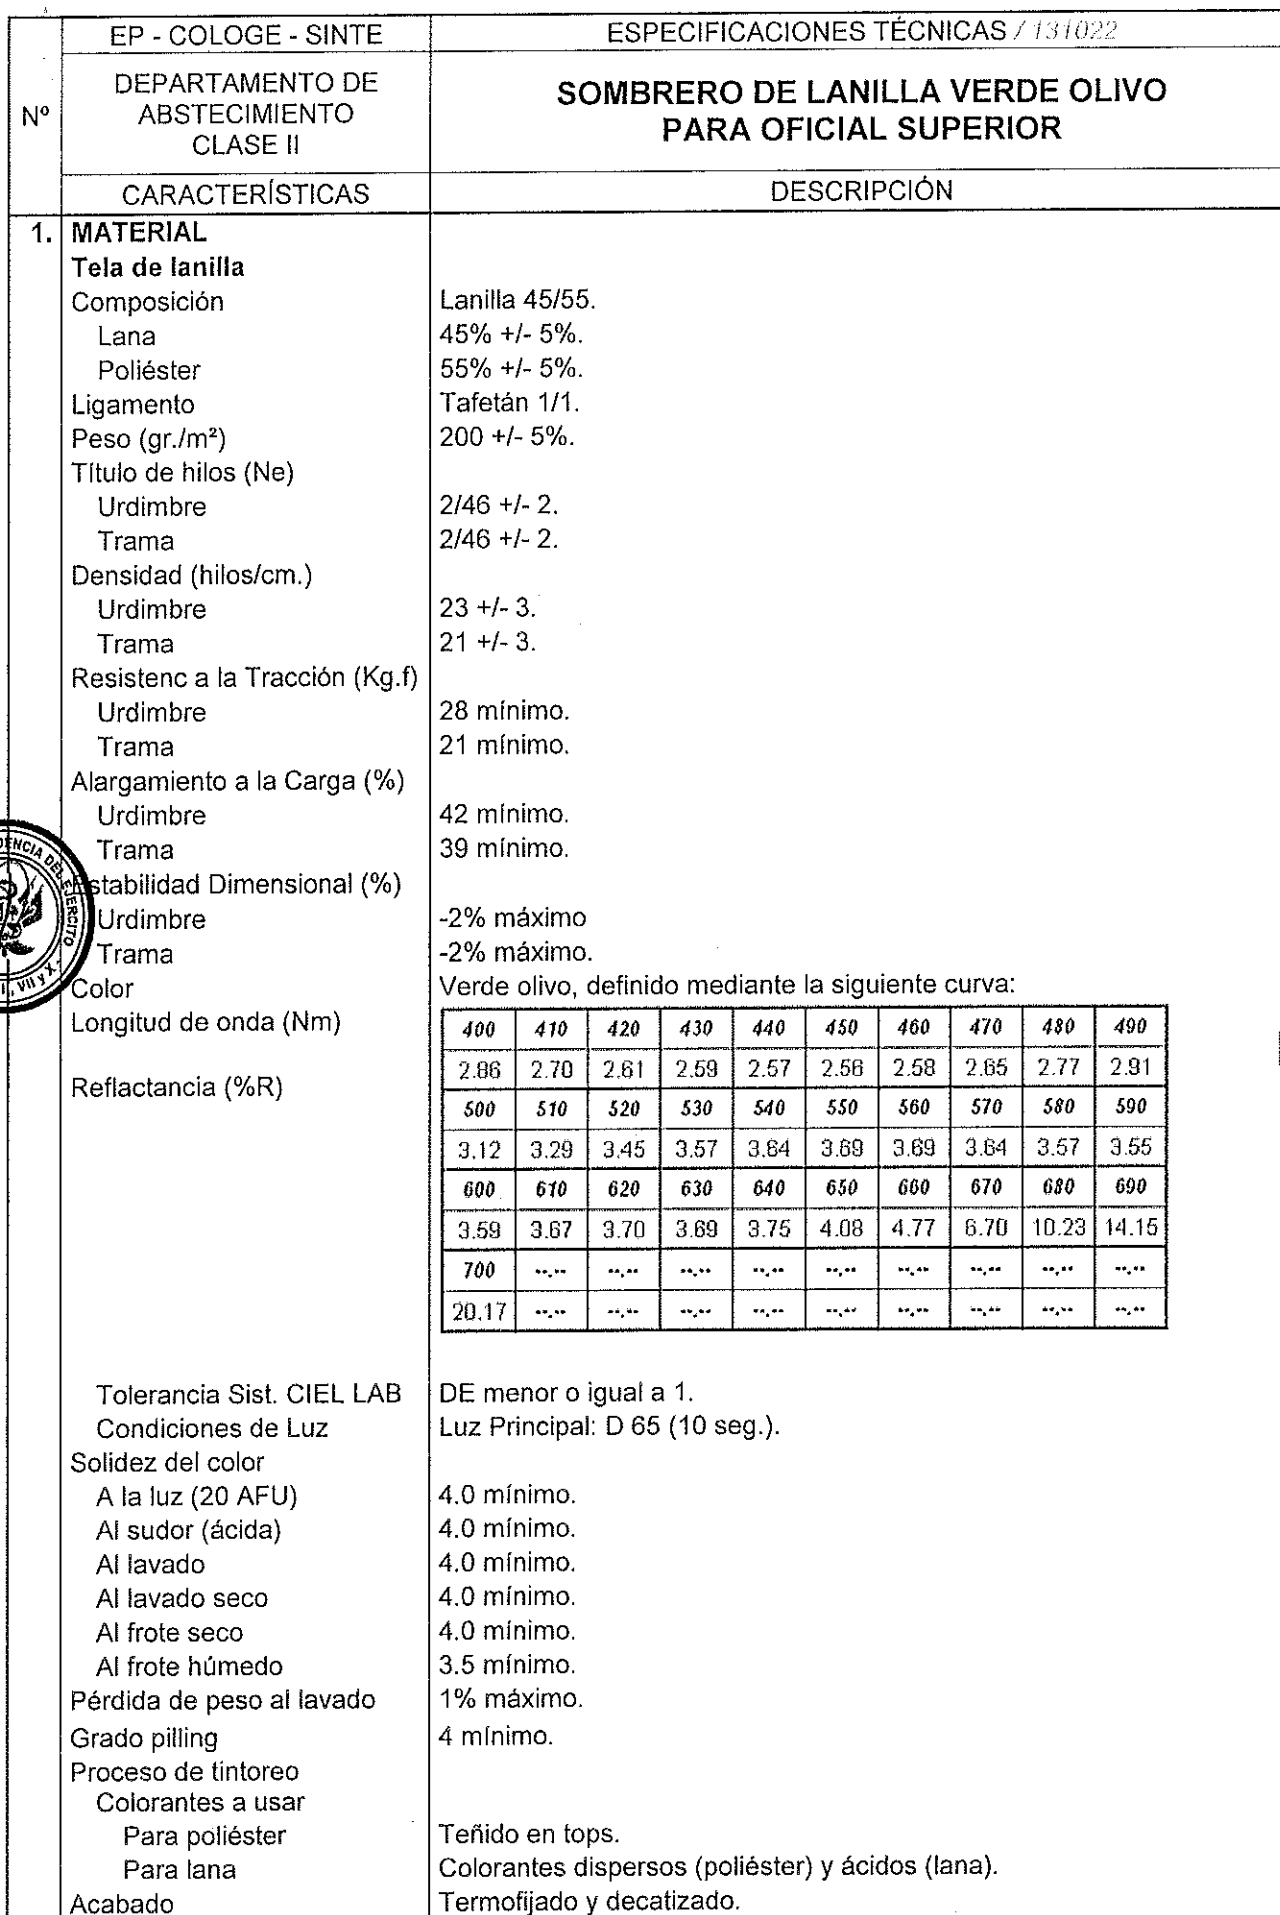 EP - COLOGE - SINTE ESPECIFICACIONES TÉCNICAS / 131022
Nº DEPARTAMENTO DE ABSTECIMIENTO CLASE II SOMBRERO DE LANILLA VERDE OLIVO PARA OFICIAL SUPERIOR
CARACTERÍSTICAS DESCRIPCIÓN
1. MATERIAL
Tela de lanilla
Composición Lanilla 45/55.
Lana 45% +/- 5%.
Poliéster 55% +/- 5%.
Ligamento Tafetán 1/1.
Peso (gr./m²) 200 +/- 5%.
Título de hilos (Ne)
Urdimbre 2/46 +/- 2.
Trama 2/46 +/- 2.
Densidad (hilos/cm.)
Urdimbre 23 +/- 3.
Trama 21 +/- 3.
Resistenc a la Tracción (Kg.f)
Urdimbre 28 mínimo.
Trama 21 mínimo.
Alargamiento a la Carga (%)
Urdimbre 42 mínimo.
Trama 39 mínimo.
Estabilidad Dimensional (%)
Urdimbre -2% máximo
Trama -2% máximo.
Color Verde olivo, definido mediante la siguiente curva:
Longitud de onda (Nm) 400 410 420 430 440 450 460 470 480 490
Reflactancia (%R) 2.86 2.70 2.61 2.59 2.57 2.56 2.58 2.65 2.77 2.91
500 510 520 530 540 550 560 570 580 590
3.12 3.29 3.45 3.57 3.64 3.69 3.69 3.64 3.57 3.55
600 610 620 630 640 650 660 670 680 690
3.59 3.67 3.70 3.69 3.75 4.08 4.77 6.70 10.23 14.15
700 --.-- --.-- --.-- --.-- --.-- --.-- --.-- --.-- --.--
20.17 --.-- --.-- --.-- --.-- --.-- --.-- --.-- --.-- --.--
Tolerancia Sist. CIEL LAB DE menor o igual a 1.
Condiciones de Luz Luz Principal: D 65 (10 seg.).
Solidez del color
A la luz (20 AFU) 4.0 mínimo.
Al sudor (ácida) 4.0 mínimo.
Al lavado 4.0 mínimo.
Al lavado seco 4.0 mínimo.
Al frote seco 4.0 mínimo.
Al frote húmedo 3.5 mínimo.
Pérdida de peso al lavado 1% máximo.
Grado pilling 4 mínimo.
Proceso de tintoreo
Colorantes a usar
Para poliéster Teñido en tops.
Para lana Colorantes dispersos (poliéster) y ácidos (lana).
Acabado Termofijado y decatizado.
DEL EJERCITO